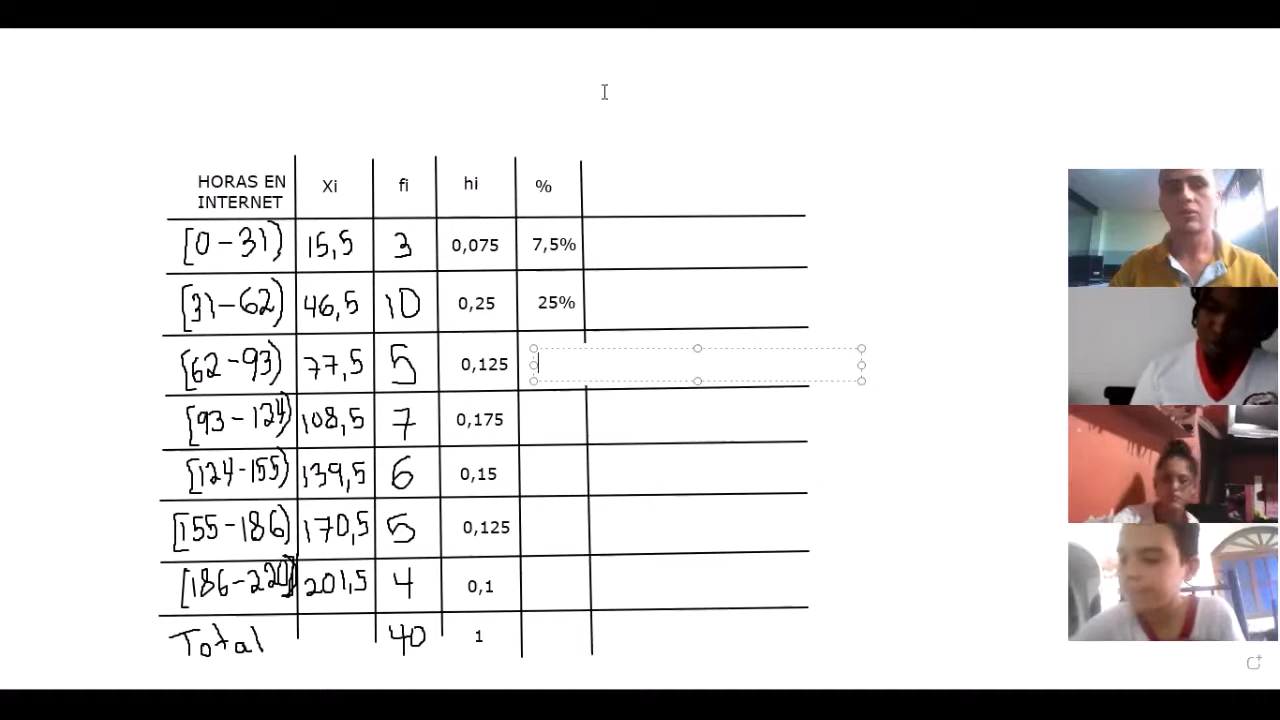 HORAS EN INTERNET Xi fi hi %
[0-31) 15,5 3 0,075 7,5%
[31-62) 46,5 10 0,25 25%
[62-93) 77,5 5 0,125
[93-124) 108,5 7 0,175
[124-155) 139,5 6 0,15
[155-186) 170,5 5 0,125
[186-220] 201,5 4 0,1
Total 40 1